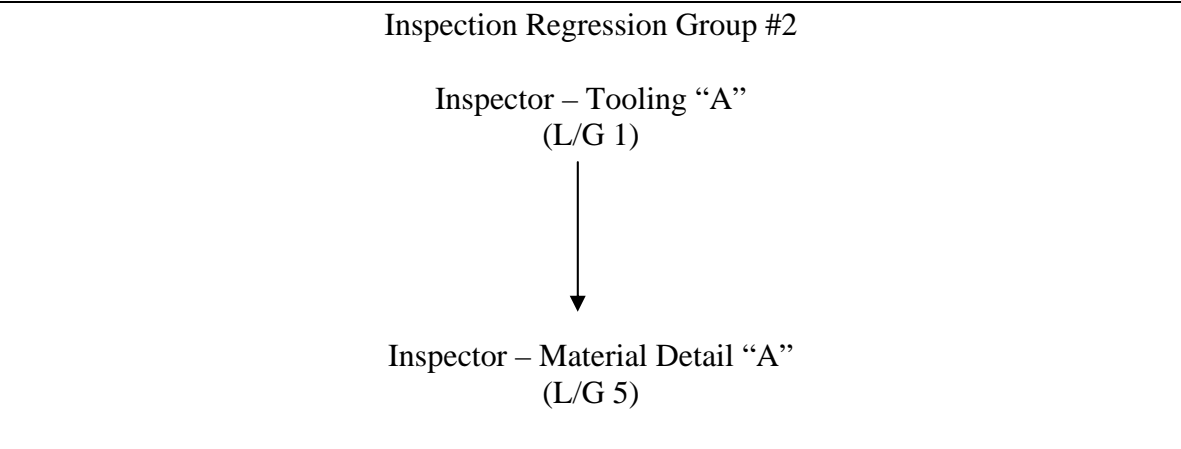 Inspection Regression Group #2
Inspector – Tooling “A”
(L/G 1)
Inspector – Material Detail “A”
(L/G 5)